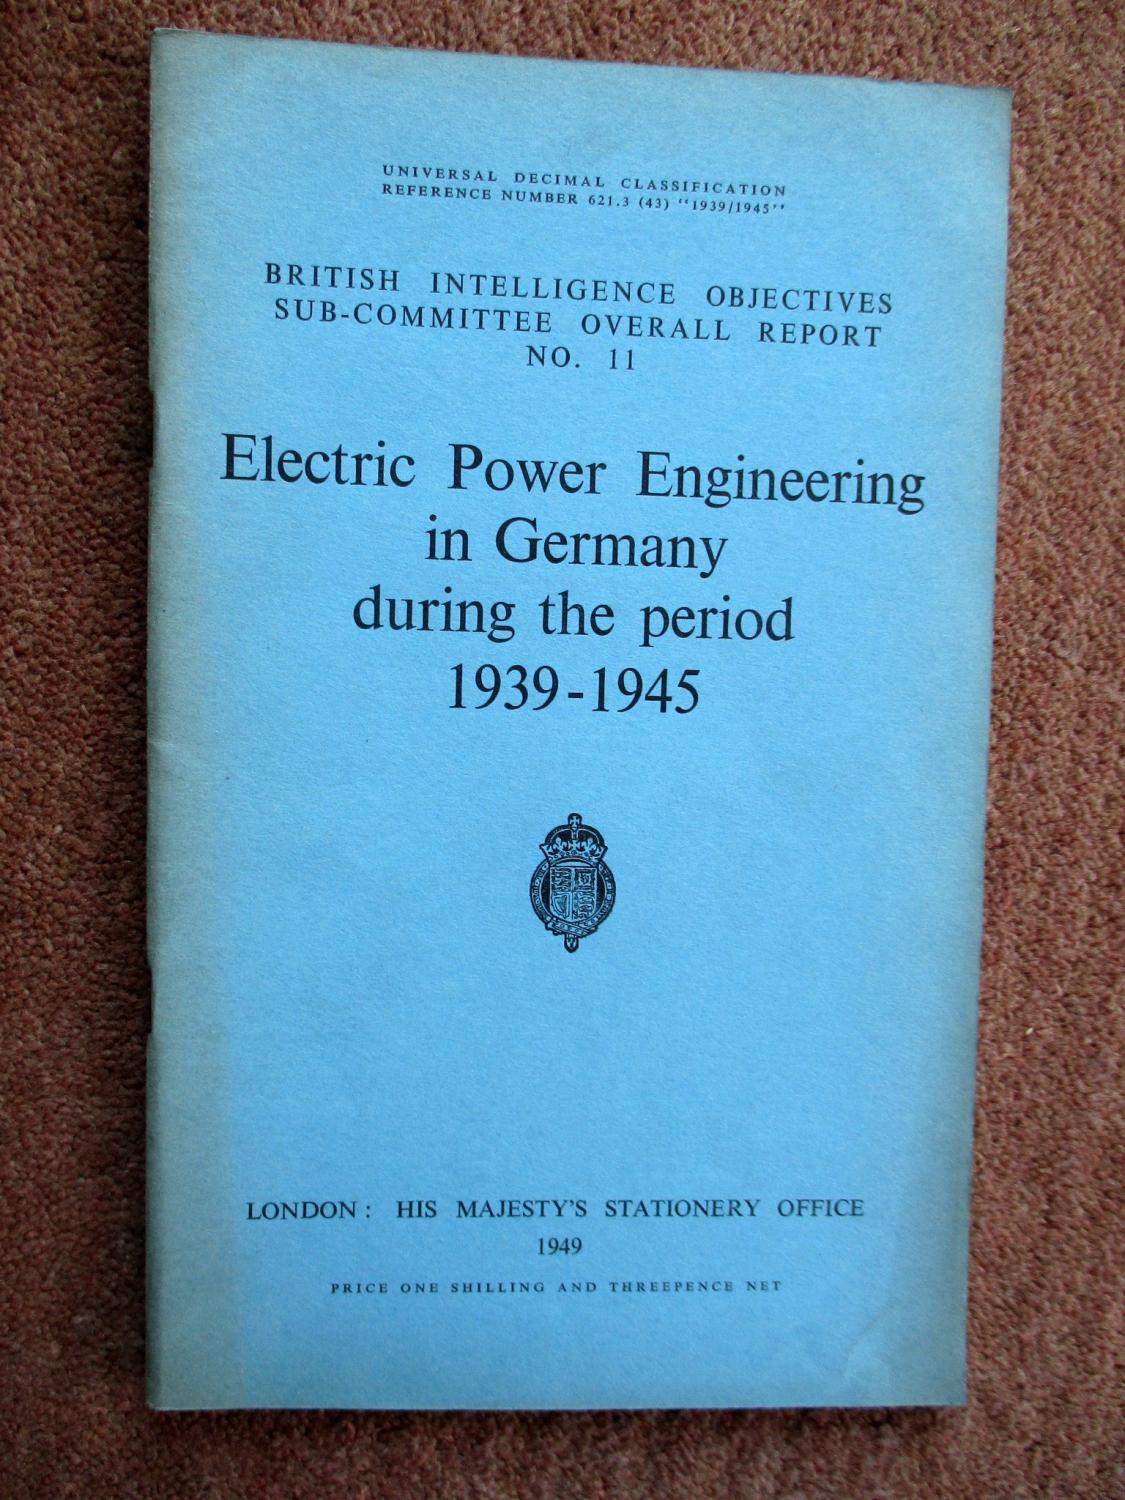 UNIVERSAL DECIMAL CLASSIFICATION
REFERENCE NUMBER 621.3 (43) “1939/1945”
BRITISH INTELLIGENCE OBJECTIVES
SUB-COMMITTEE OVERALL REPORT
NO. 11
Electric Power Engineering
in Germany
during the period
1939-1945
LONDON: HIS MAJESTY'S STATIONERY OFFICE
1949
PRICE ONE SHILLING AND THREEPENCE NET